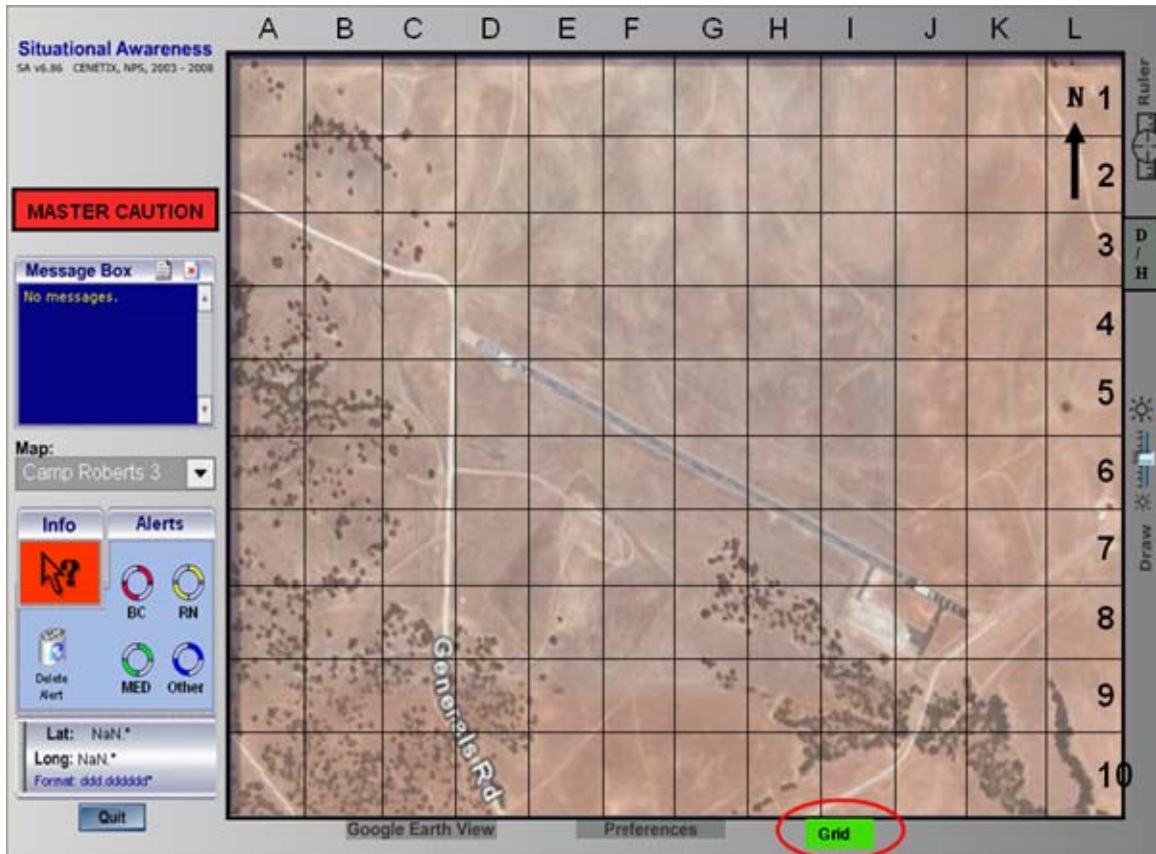 A B C D E F G H I J K L
Situational Awareness
SA v6.86 CENETIX, NPS, 2003 - 2008
N
1
2
3
4
5
6
7
8
9
10
MASTER CAUTION
Message Box
No messages.
Map:
Camp Roberts 3
Info
Alerts
?
BC
RN
Delete
Alert
MED
Other
Lat: NaN.°
Long: NaN.°
Format: ddd.dddddd°
Quit
Generals Rd
Google Earth View
Preferences
Grid
Ruler
D
/
H
Draw